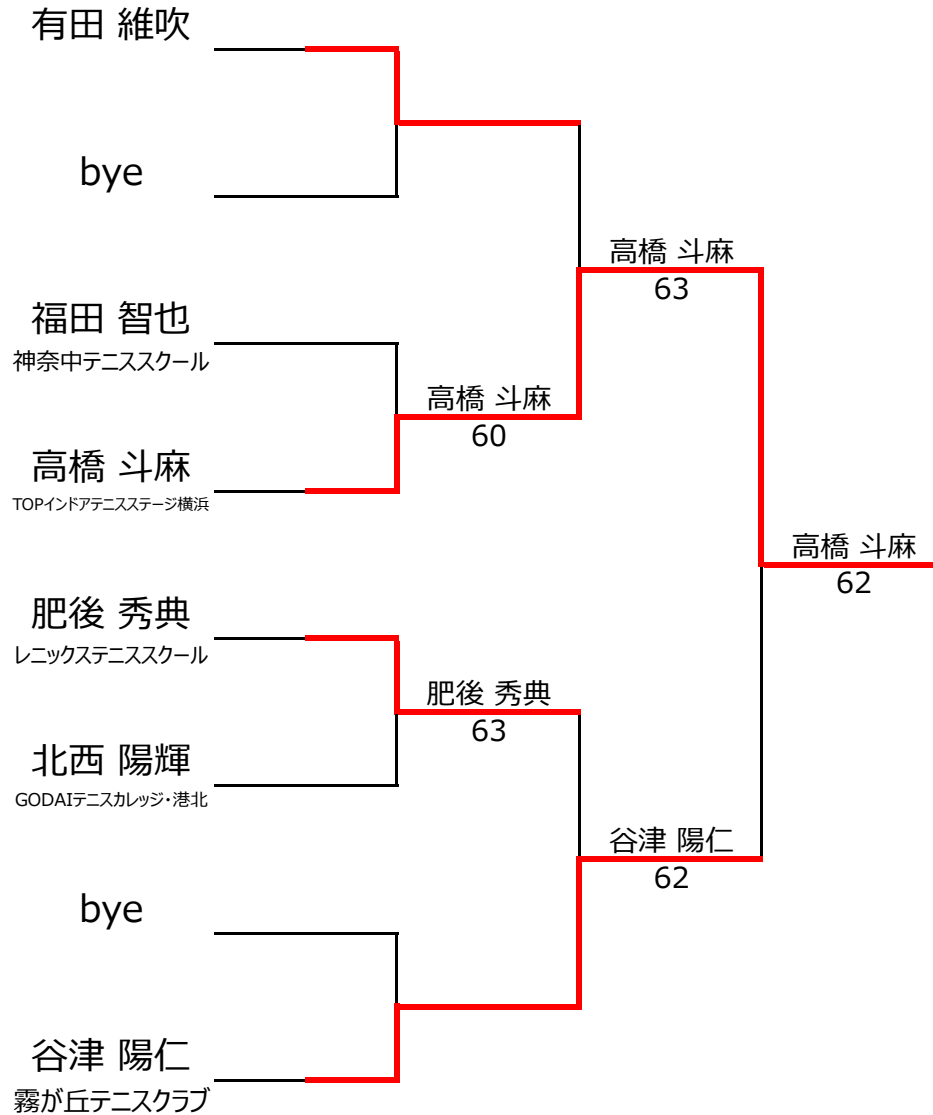 有田 維吹
bye
福田 智也
神奈中テニススクール
高橋 斗麻
TOPインドアテニスステージ横浜
肥後 秀典
レニックステニススクール
北西 陽輝
GODAIテニスカレッジ・港北
bye
谷津 陽仁
霧が丘テニスクラブ
高橋 斗麻
60
肥後 秀典
63
高橋 斗麻
63
谷津 陽仁
62
高橋 斗麻
62